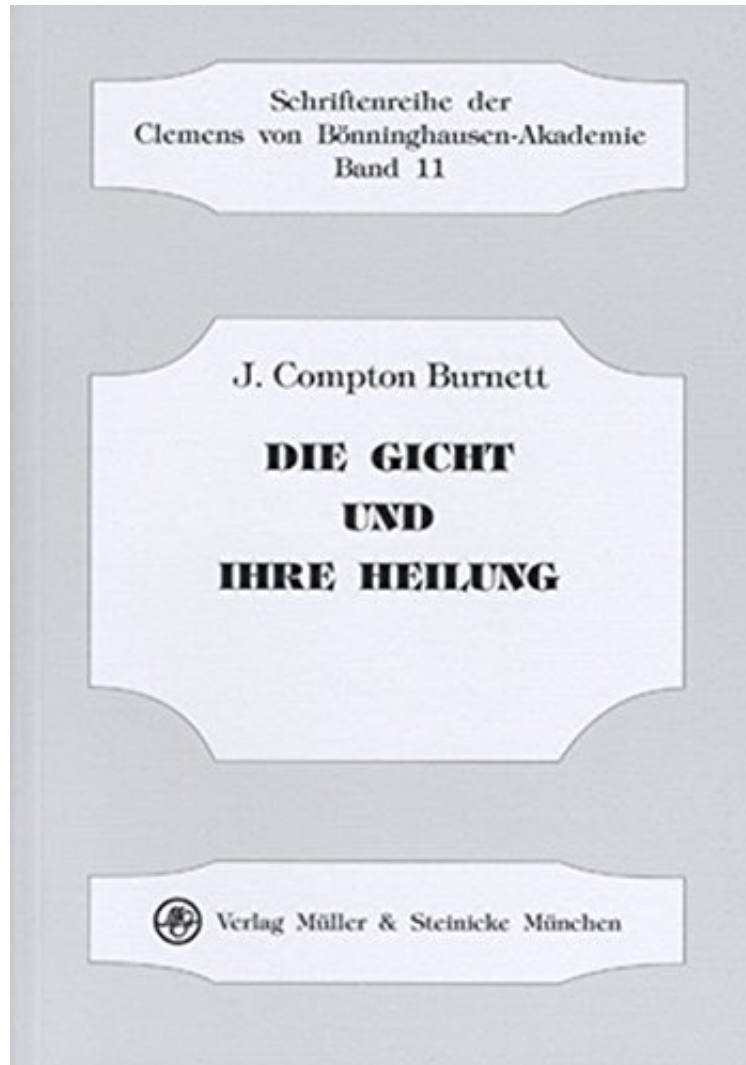 Schriftenreihe der
Clemens von Bönninghausen-Akademie
Band 11
J. Compton Burnett
DIE GICHT
UND
IHRE HEILUNG
Verlag Müller & Steinicke München